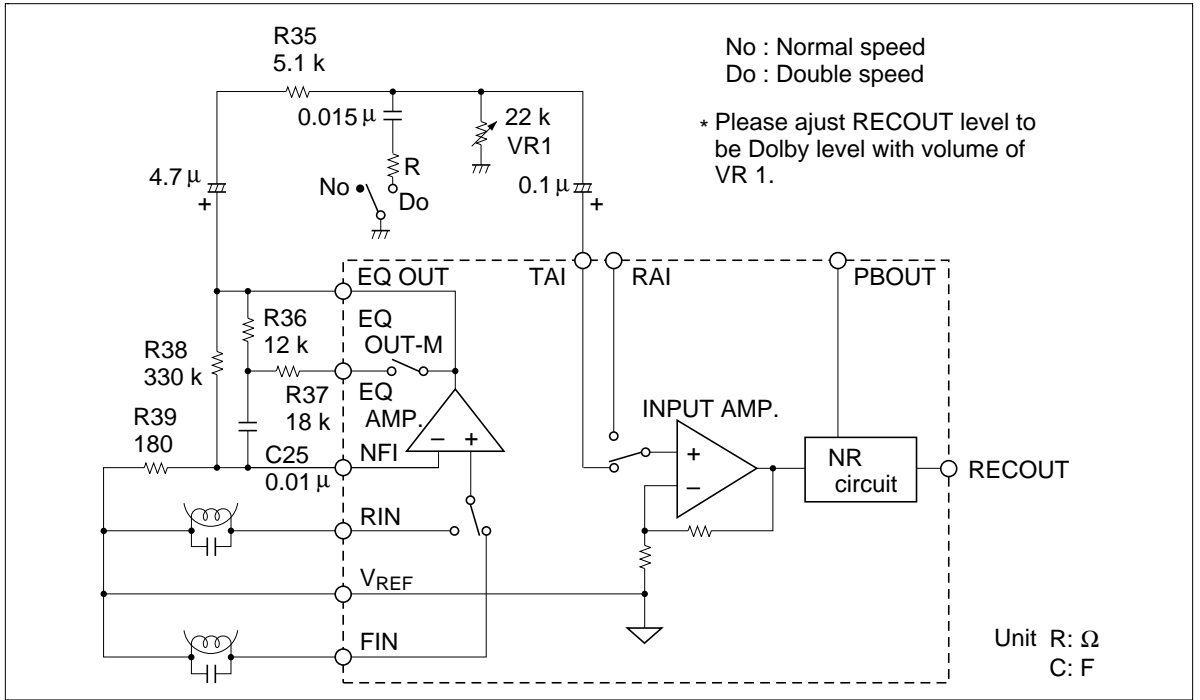 R35
5.1 k
No : Normal speed
Do : Double speed
* Please ajust RECOUT level to
be Dolby level with volume of
VR 1.
0.015 μ
22 k
VR1
R
4.7 μ
+
No
Do
0.1 μ
+
EQ OUT
TAI
RAI
PBOUT
R36
12 k
EQ
OUT-M
R38
330 k
R37
18 k
EQ
AMP.
− +
INPUT AMP.
R39
180
C25
0.01 μ
NFI
+
−
NR
circuit
RECOUT
RIN
VREF
FIN
Unit R: Ω
C: F